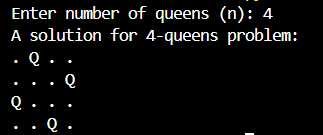 Enter number of queens (n): 4
A solution for 4-queens problem:
. Q . .
. . . Q
Q . . .
. . Q .